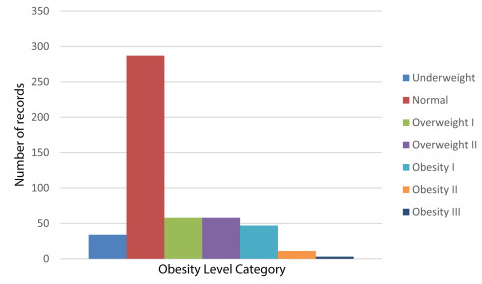 350
300
250
200
150
100
50
0
Number of records
Obesity Level Category
Underweight
Normal
Overweight I
Overweight II
Obesity I
Obesity II
Obesity III